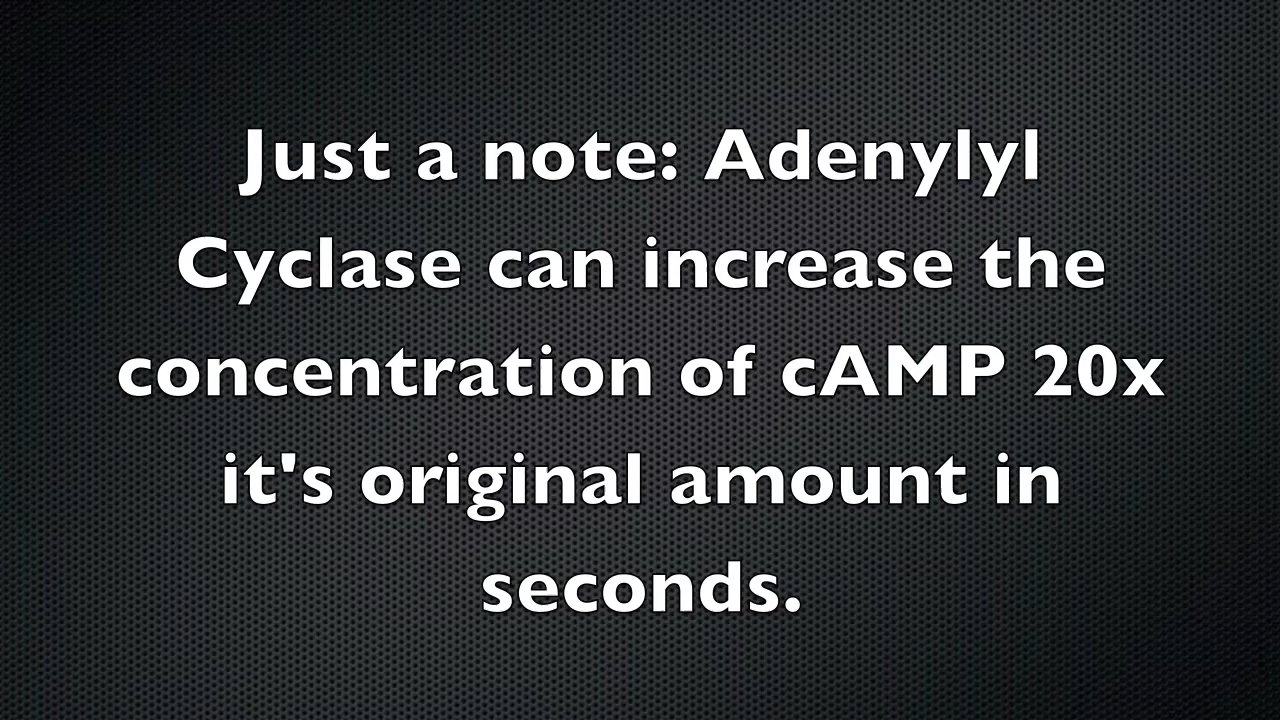 Just a note: Adenylyl
Cyclase can increase the
concentration of cAMP 20x
it's original amount in
seconds.